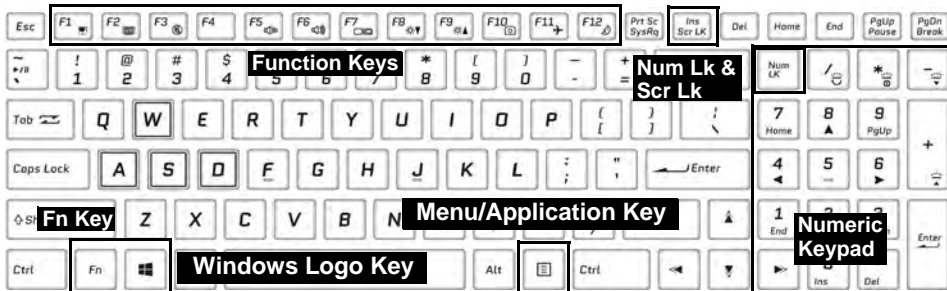 Esc F1 F2 F3 F4 F5 F6 F7 F8 F9 F10 F11 F12 Prt Sc SysRq Ins Scr LK Del Home End PgUp Pause PgDn Break
~ ` ! 1 @ 2 # 3 $ 4 5 6 7 * 8 ( 9 ) 0 - + = Num LK / * -
Function Keys
Num Lk &
Scr Lk
Tab Q W E R T Y U I O P { [ } ] ¦ \ 7 Home 8 9 PgUp +
Caps Lock A S D F G H J K L : ; " ' Enter 4 5 6
Fn Key Z X C V B N Menu/Application Key 1 End
Numeric
Keypad
Enter
Ctrl Fn Windows Logo Key Alt Ctrl Ins Del